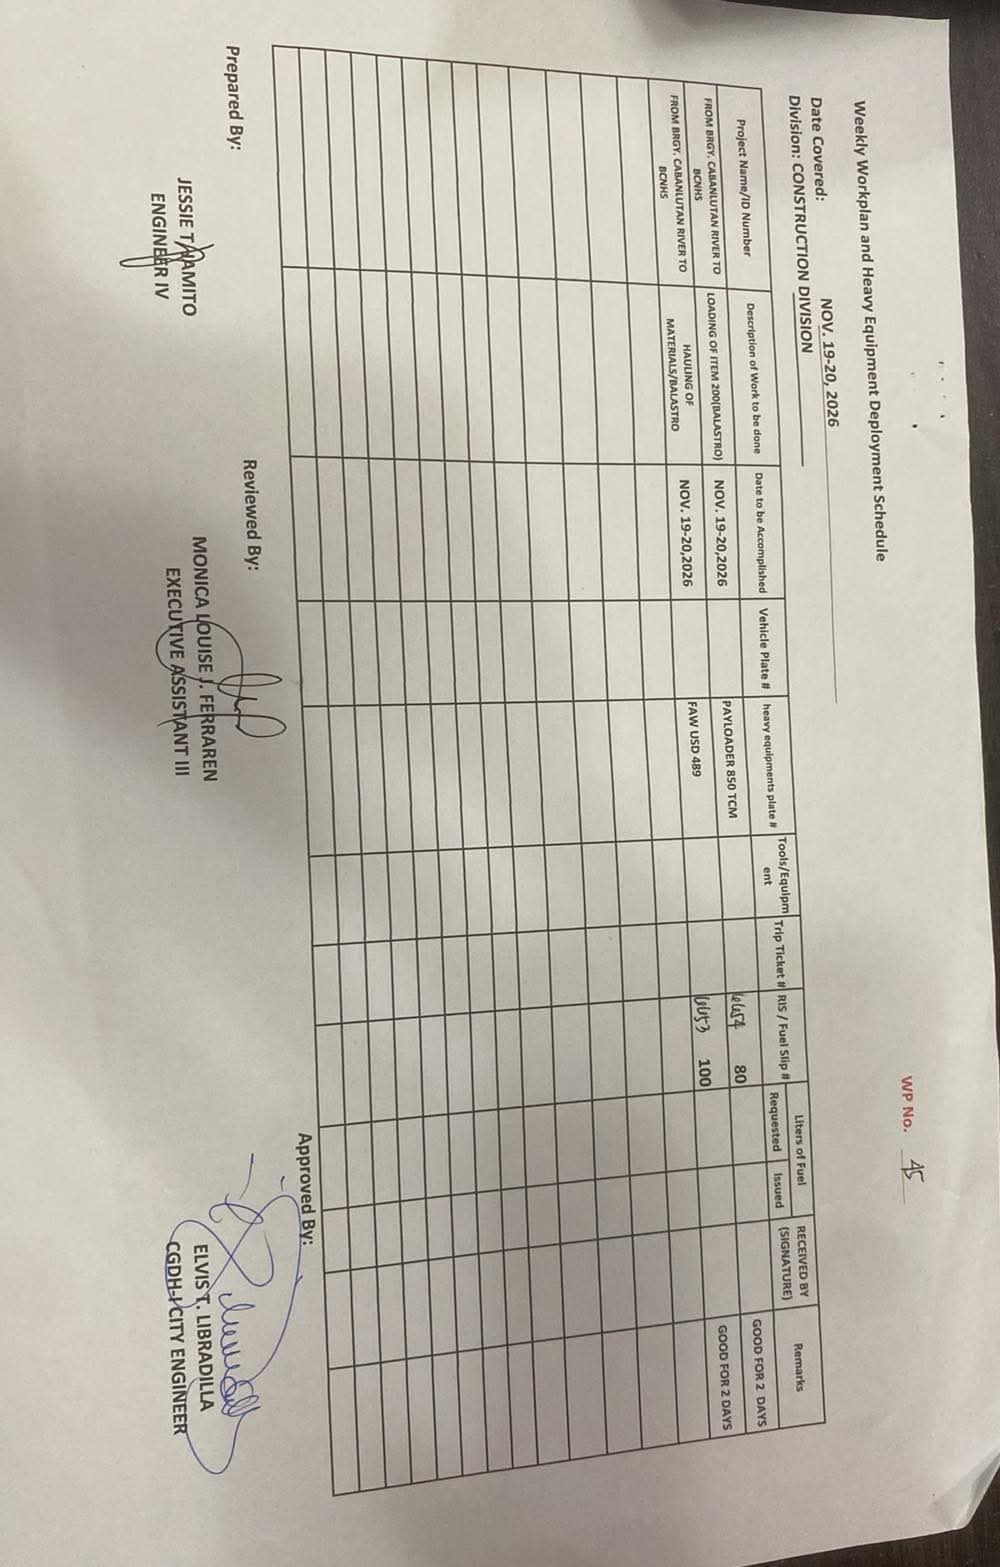 WP No. 45
Weekly Workplan and Heavy Equipment Deployment Schedule
Date Covered: NOV. 19-20, 2026
Division: CONSTRUCTION DIVISION
Project Name/ID Number Description of Work to be done Date to be Accomplished Vehicle Plate # heavy equipments plate # Tools/Equipm ent Trip Ticket # RIS / Fuel Slip # Liters of Fuel Requested Issued RECEIVED BY (SIGNATURE) Remarks
FROM BRGY. CABANLUTAN RIVER TO BCNHS LOADING OF ITEM 200(BALASTRO) NOV. 19-20,2026 PAYLOADER 850 TCM 80 GOOD FOR 2 DAYS
FROM BRGY. CABANLUTAN RIVER TO BCNHS HAULING OF MATERIALS/BALASTRO NOV. 19-20,2026 FAW USD 489 100 GOOD FOR 2 DAYS
Prepared By: Reviewed By: Approved By:
JESSIE T. MONICA LOUISE J. FERRAREN ELVIS T. LIBRADILLA
ENGINEER IV EXECUTIVE ASSISTANT III CGDH-I CITY ENGINEER